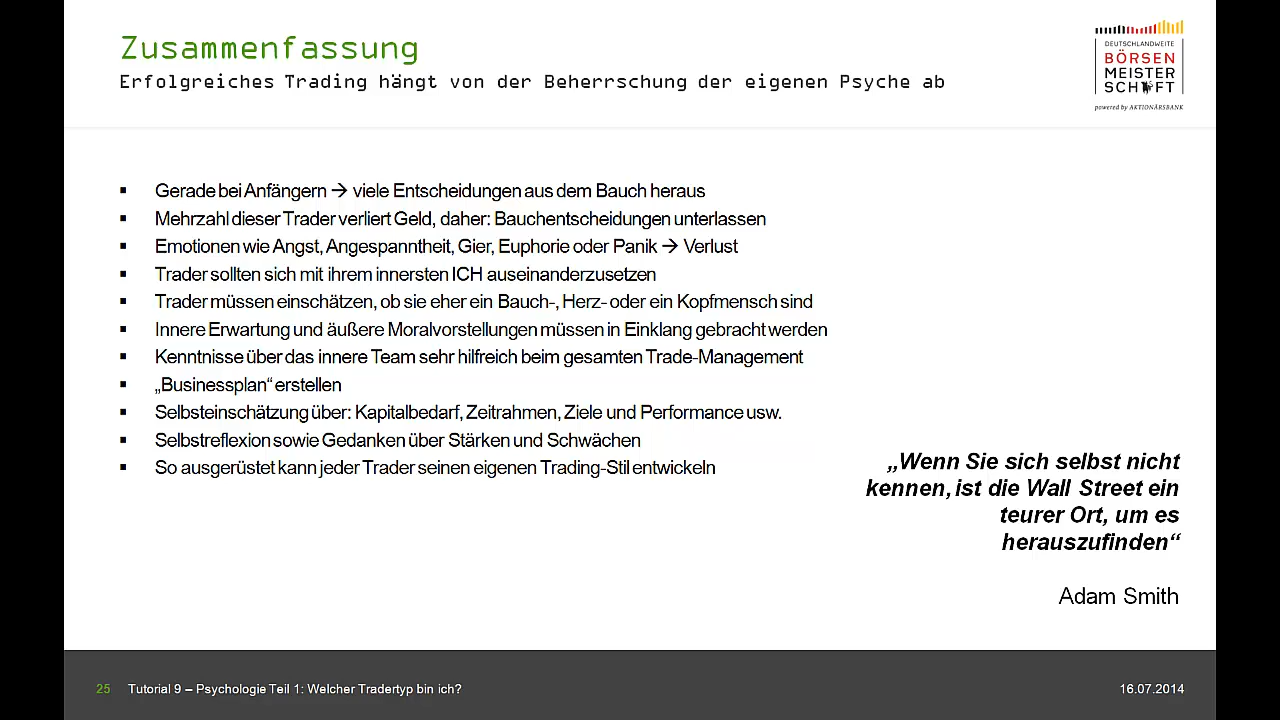 Zusammenfassung
Erfolgreiches Trading hängt von der Beherrschung der eigenen Psyche ab
DEUTSCHLANDWEITE
BÖRSEN
MEISTER
SCHAFT
powered by AKTIONÄRSBANK
▪ Gerade bei Anfängern → viele Entscheidungen aus dem Bauch heraus
▪ Mehrzahl dieser Trader verliert Geld, daher: Bauchentscheidungen unterlassen
▪ Emotionen wie Angst, Angespanntheit, Gier, Euphorie oder Panik → Verlust
▪ Trader sollten sich mit ihrem innersten ICH auseinanderzusetzen
▪ Trader müssen einschätzen, ob sie eher ein Bauch-, Herz- oder ein Kopfmensch sind
▪ Innere Erwartung und äußere Moralvorstellungen müssen in Einklang gebracht werden
▪ Kenntnisse über das innere Team sehr hilfreich beim gesamten Trade-Management
▪ „Businessplan“ erstellen
▪ Selbsteinschätzung über: Kapitalbedarf, Zeitrahmen, Ziele und Performance usw.
▪ Selbstreflexion sowie Gedanken über Stärken und Schwächen
▪ So ausgerüstet kann jeder Trader seinen eigenen Trading-Stil entwickeln
„Wenn Sie sich selbst nicht
kennen, ist die Wall Street ein
teurer Ort, um es
herauszufinden“
Adam Smith
25 Tutorial 9 – Psychologie Teil 1: Welcher Tradertyp bin ich?
16.07.2014